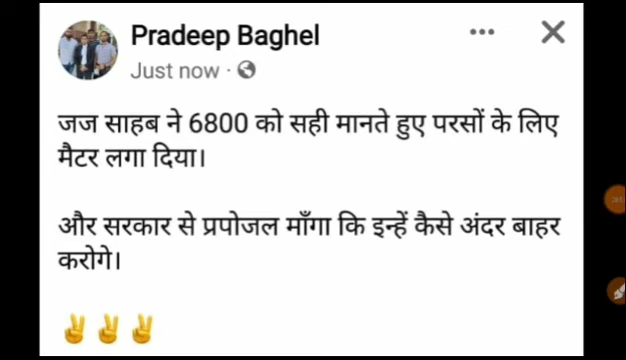 Pradeep Baghel
Just now ·
जज साहब ने 6800 को सही मानते हुए परसों के लिए
मैटर लगा दिया।
और सरकार से प्रपोजल माँगा कि इन्हें कैसे अंदर बाहर
करोगे।
✌✌✌